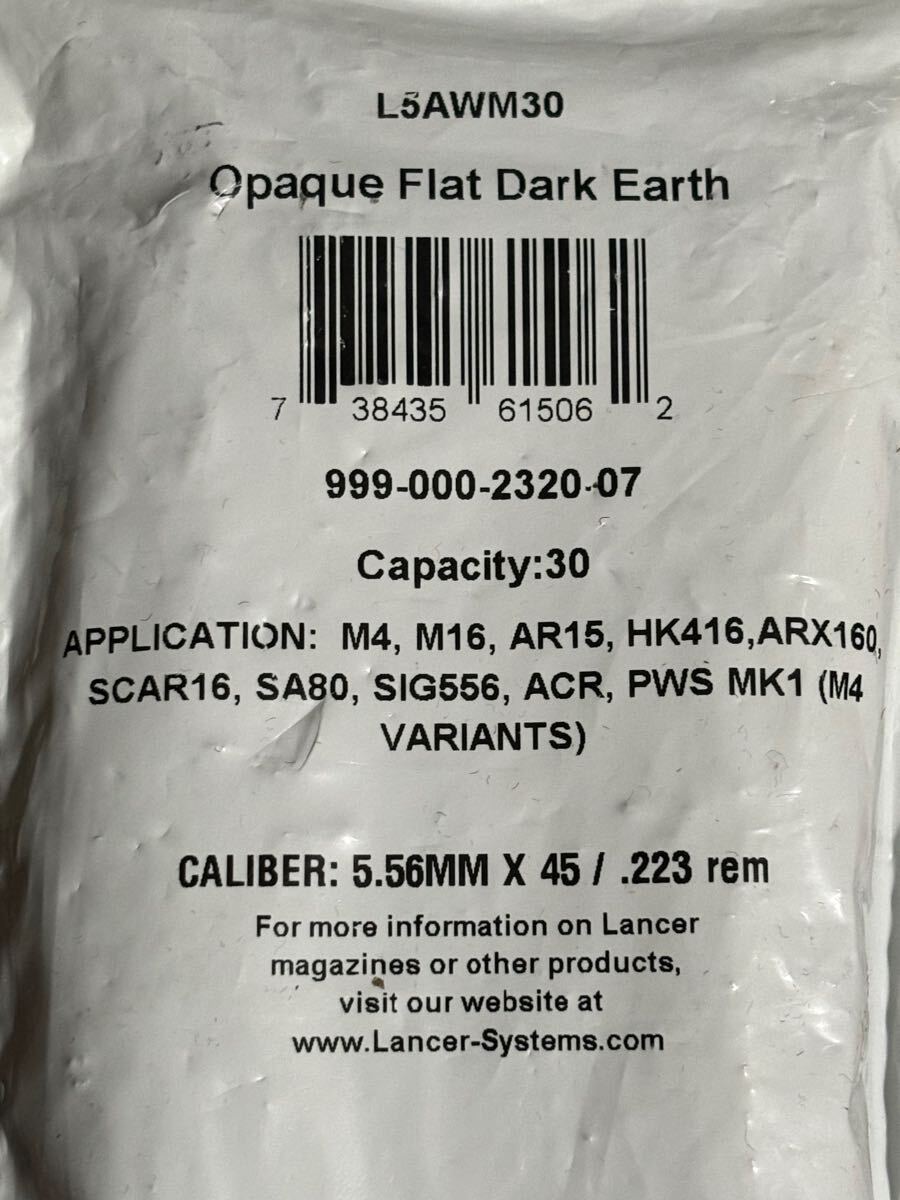 L5AWM30
Opaque Flat Dark Earth
7 38435 61506 2
999-000-2320-07
Capacity:30
APPLICATION: M4, M16, AR15, HK416,ARX160,
SCAR16, SA80, SIG556, ACR, PWS MK1 (M4
VARIANTS)
CALIBER: 5.56MM X 45 / .223 rem
For more information on Lancer
magazines or other products,
visit our website at
www.Lancer-Systems.com